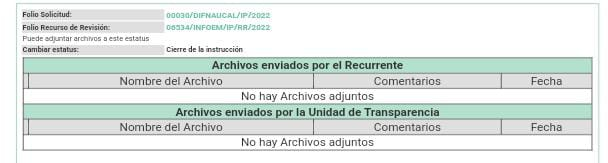 Folio Solicitud: 00030/DIFNAUCAL/IP/2022
Folio Recurso de Revisión: 06534/INFOEM/IP/RR/2022
Puede adjuntar archivos a este estatus
Cambiar estatus: Cierre de la instrucción
Archivos enviados por el Recurrente
Nombre del Archivo Comentarios Fecha
No hay Archivos adjuntos
Archivos enviados por la Unidad de Transparencia
Nombre del Archivo Comentarios Fecha
No hay Archivos adjuntos